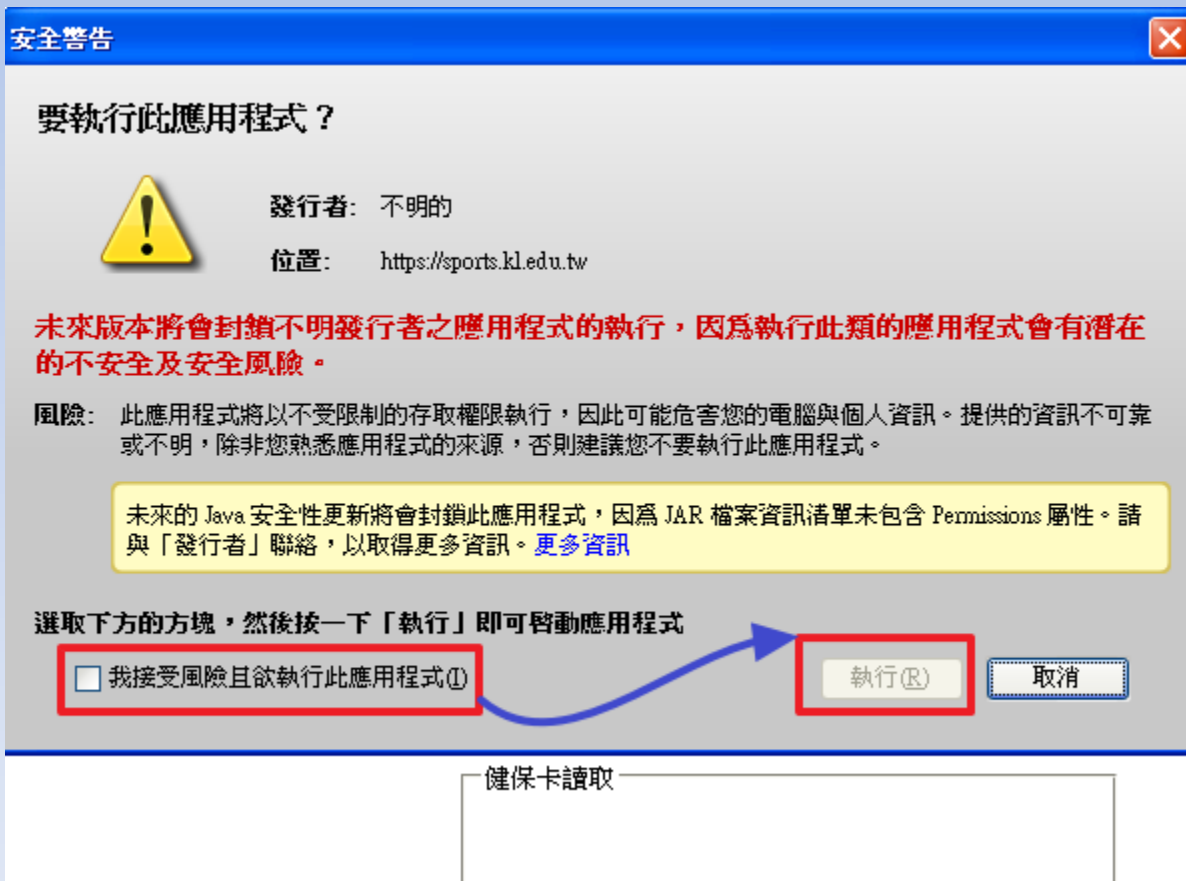 安全警告
要執行此應用程式？
發行者: 不明的
位置: https://sports.kl.edu.tw
未來版本將會封鎖不明發行者之應用程式的執行，因為執行此類的應用程式會有潛在
的不安全及安全風險。
風險: 此應用程式將以不受限制的存取權限執行，因此可能危害您的電腦與個人資訊。提供的資訊不可靠
或不明，除非您熟悉應用程式的來源，否則建議您不要執行此應用程式。
未來的 Java 安全性更新將會封鎖此應用程式，因為 JAR 檔案資訊清單未包含 Permissions 屬性。請
與「發行者」聯絡，以取得更多資訊。更多資訊
選取下方的方塊，然後按一下「執行」即可啟動應用程式
我接受風險且欲執行此應用程式(I)
執行(R)
取消
健保卡讀取